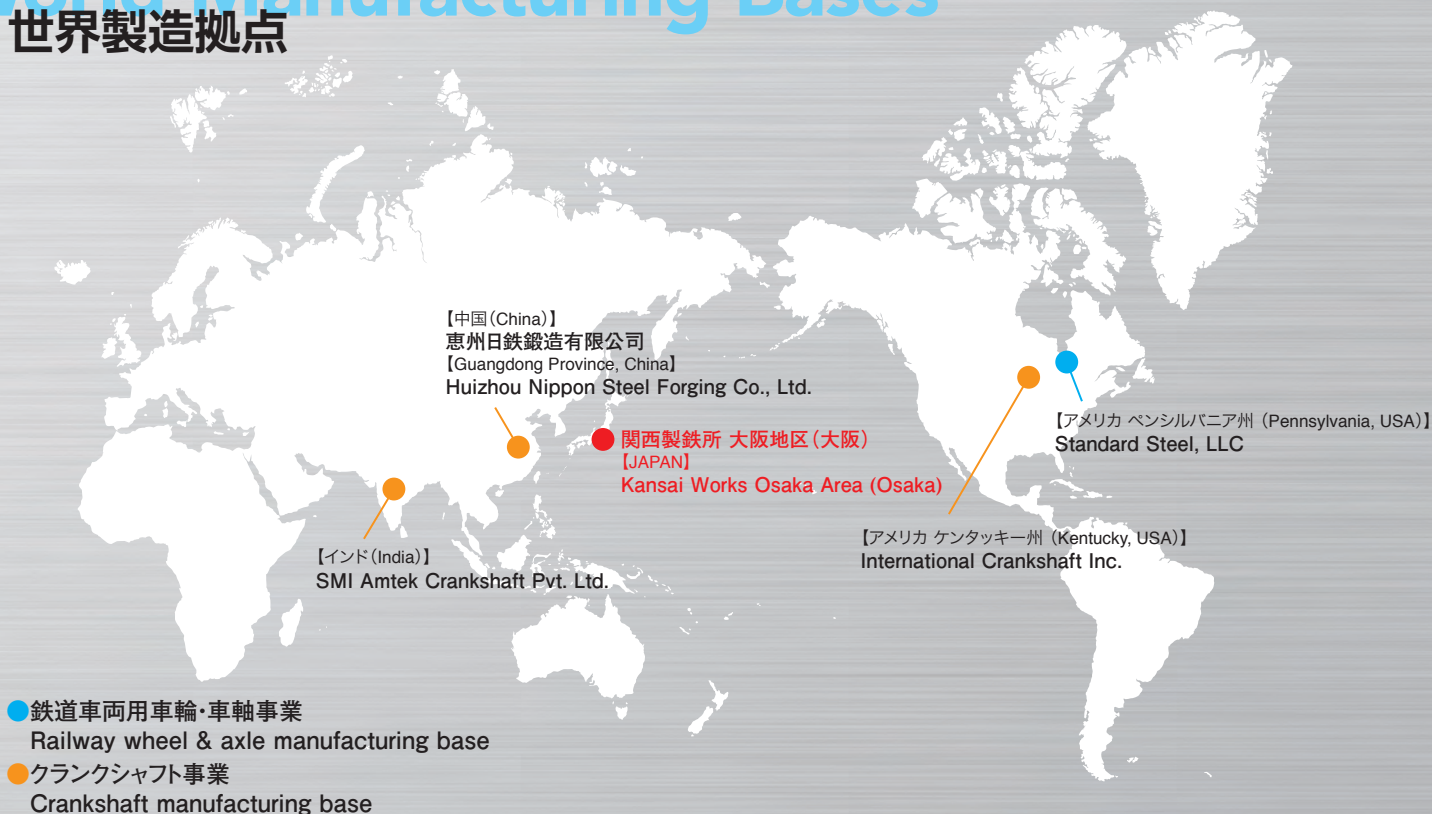 World Manufacturing Bases
世界製造拠点
【中国（China）】
恵州日鉄鍛造有限公司
【Guangdong Province, China】
Huizhou Nippon Steel Forging Co., Ltd.
関西製鉄所 大阪地区（大阪）
【JAPAN】
Kansai Works Osaka Area (Osaka)
【アメリカ ペンシルバニア州（Pennsylvania, USA）】
Standard Steel, LLC
【アメリカ ケンタッキー州（Kentucky, USA）】
International Crankshaft Inc.
【インド（India）】
SMI Amtek Crankshaft Pvt. Ltd.
鉄道車両用車輪・車軸事業
Railway wheel & axle manufacturing base
クランクシャフト事業
Crankshaft manufacturing base